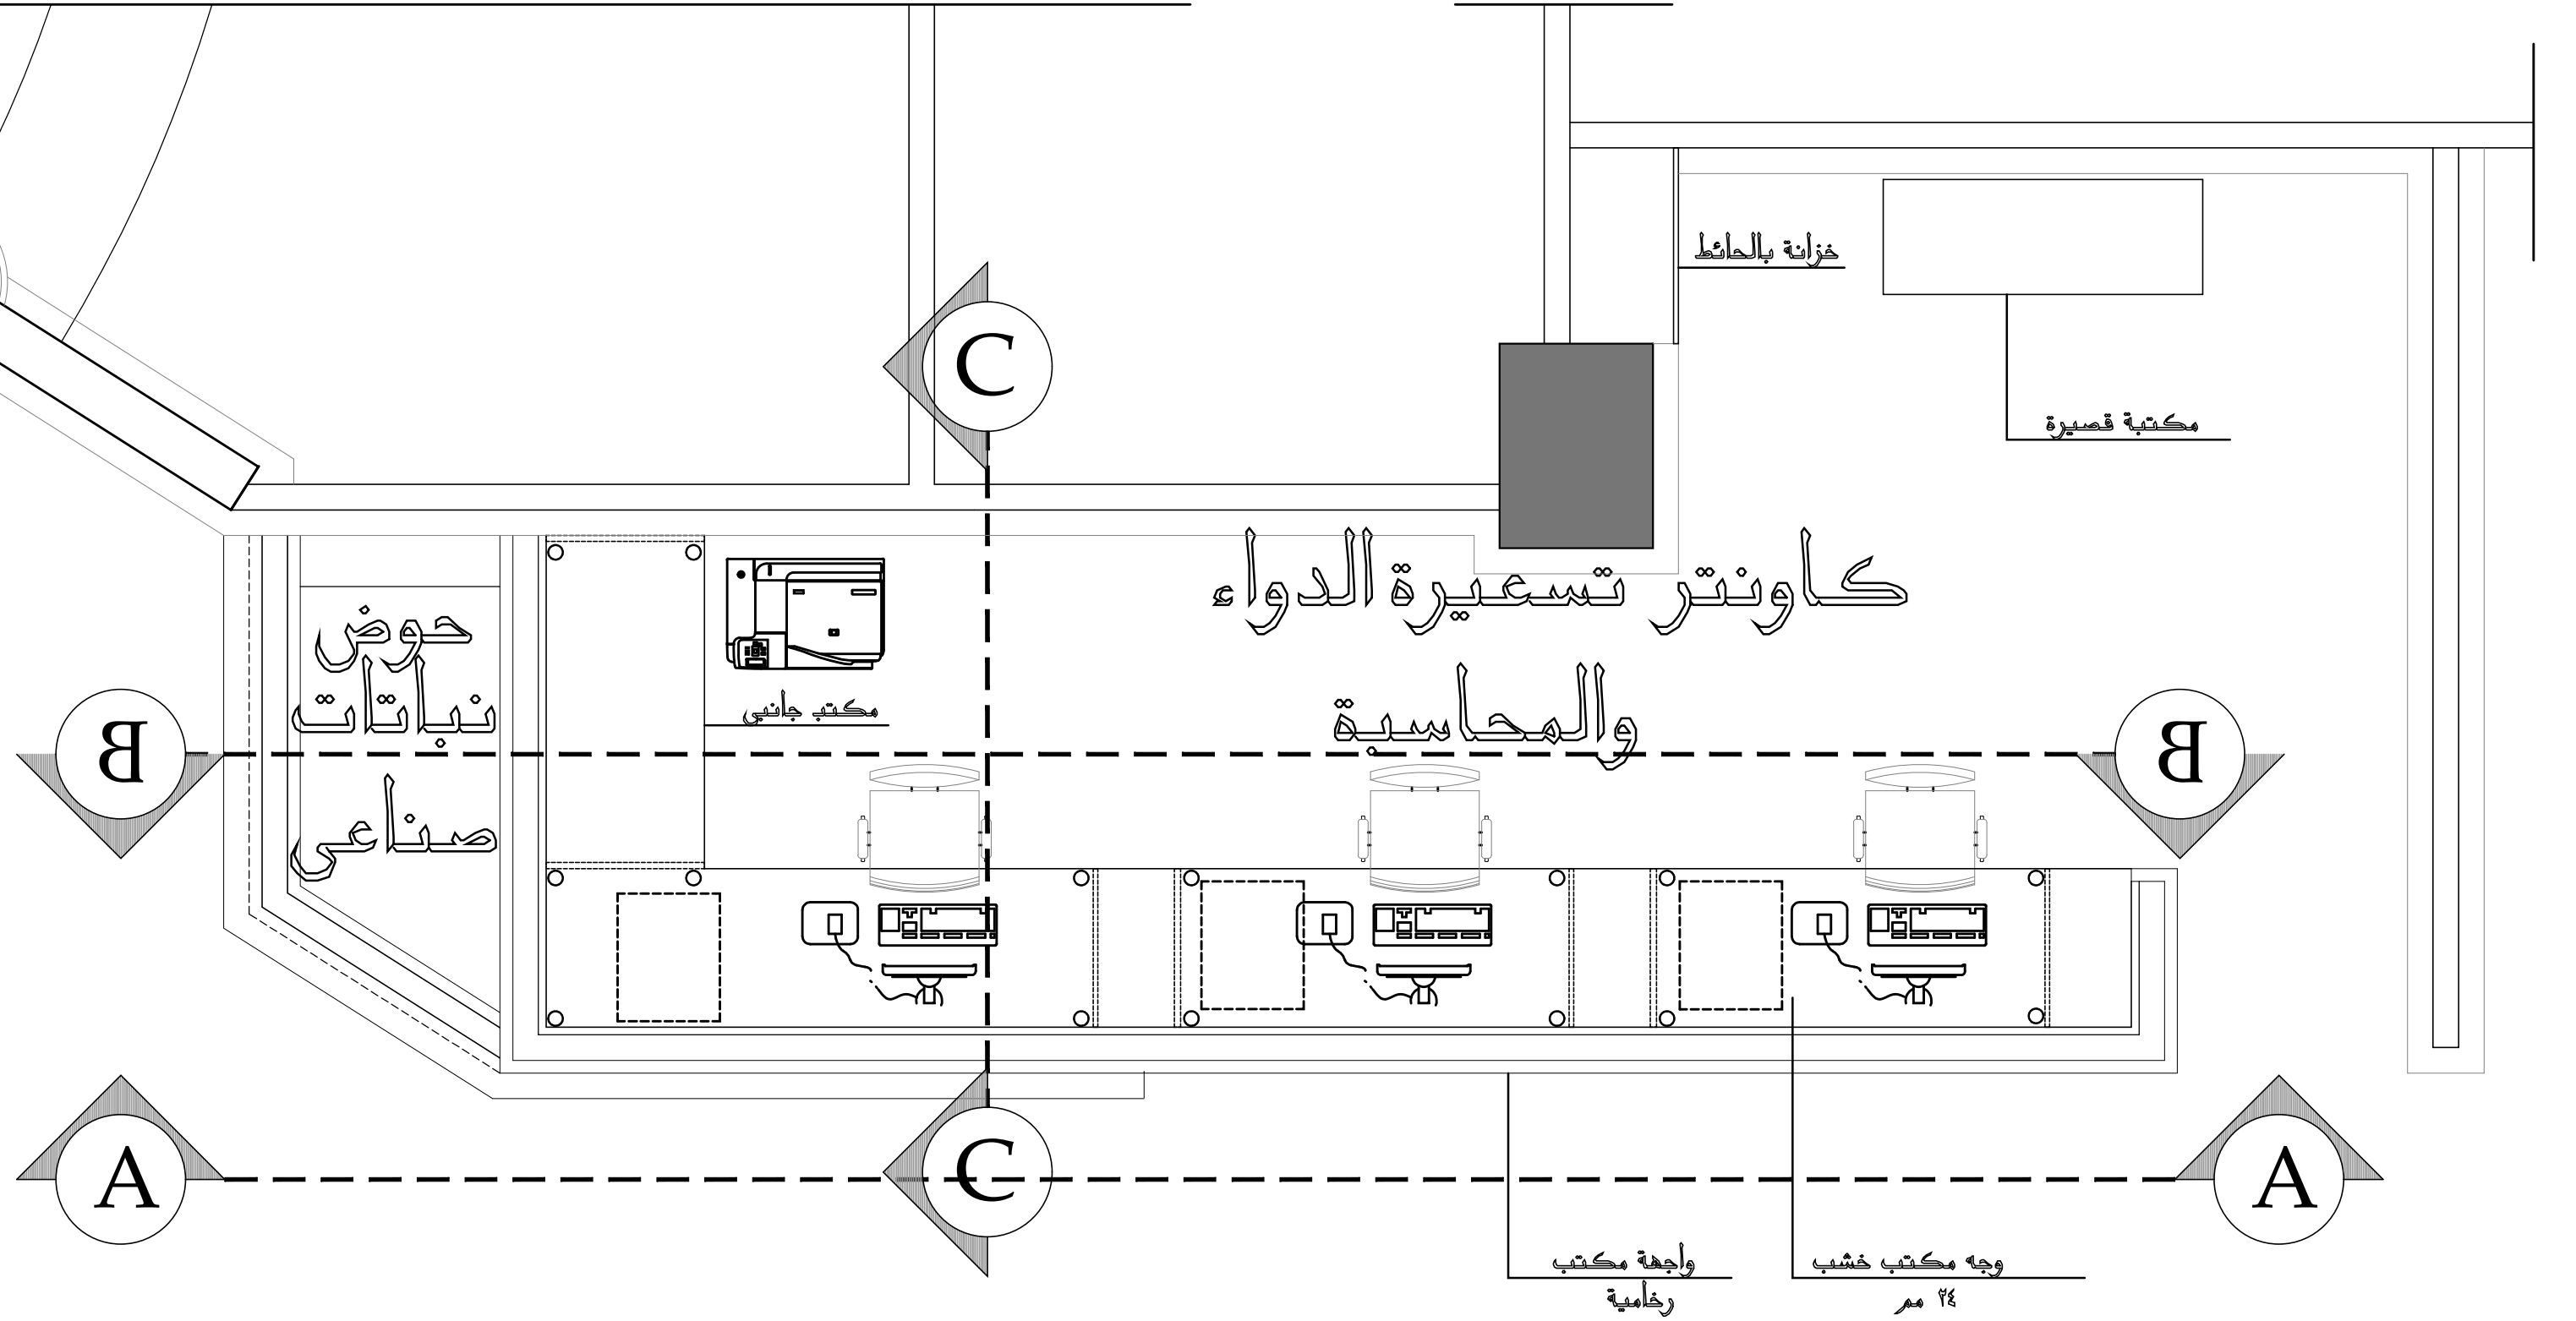 خزانة بالحائط
مكتبة قصيرة
C
كاونتر تسعيرة الدواء
والمحاسبة
حوض
نباتات
صناعى
مكتب جانبى
B
B
A
C
A
واجهة مكتب
رخامية
وجه مكتب خشب
٢٤ مم